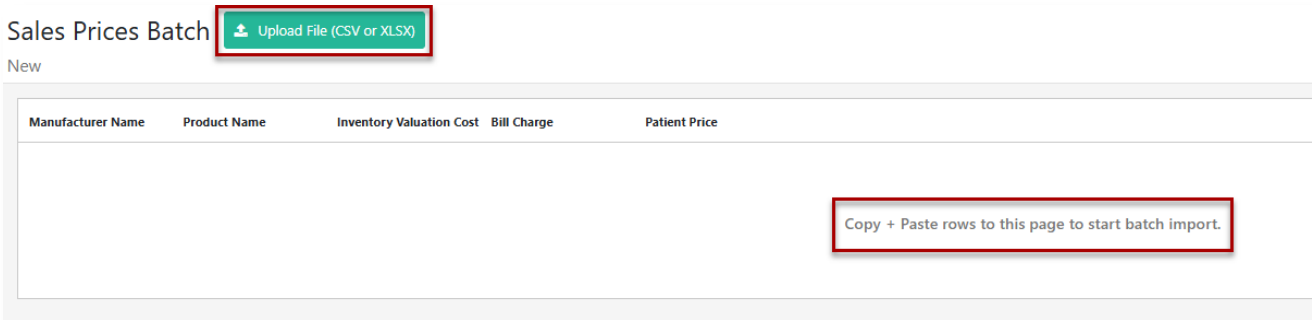 Sales Prices Batch Upload File (CSV or XLSX)
New
Manufacturer Name Product Name Inventory Valuation Cost Bill Charge Patient Price
Copy + Paste rows to this page to start batch import.